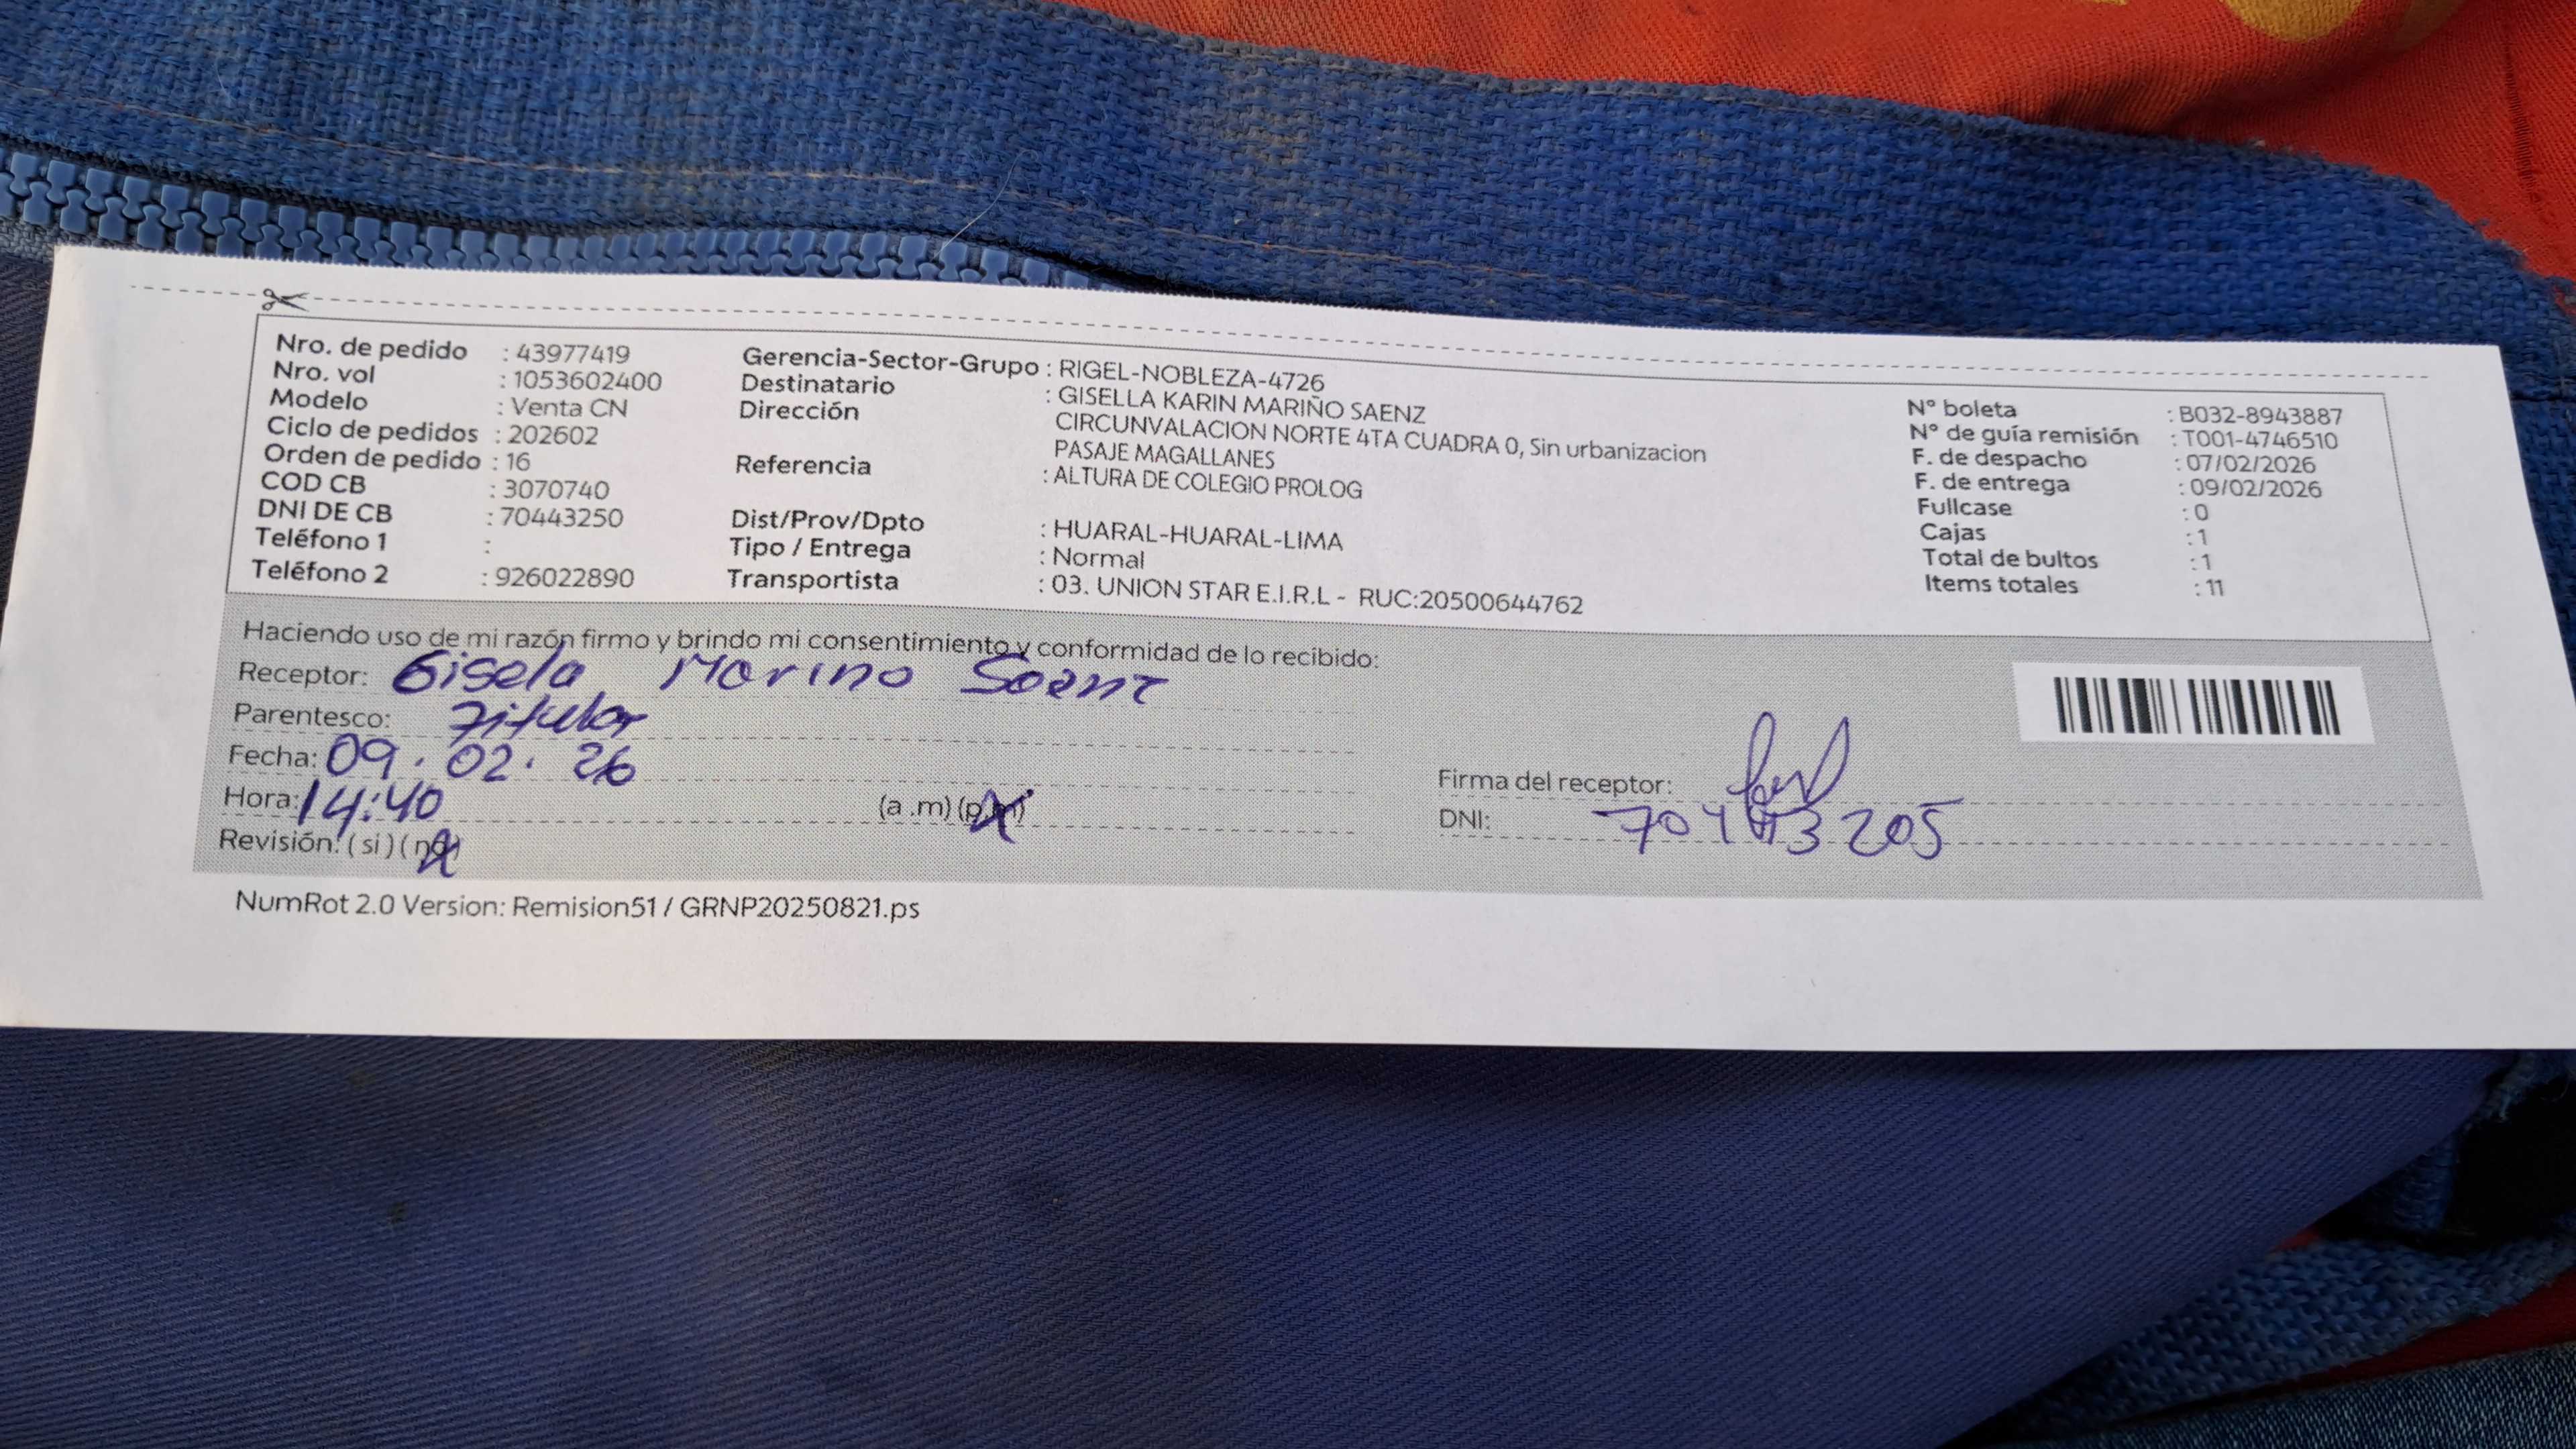 Nro. de pedido : 43977419
Nro. vol : 1053602400
Modelo : Venta CN
Ciclo de pedidos : 202602
Orden de pedido : 16
COD CB : 3070740
DNI DE CB : 70443250
Teléfono 1 :
Teléfono 2 : 926022890
Gerencia-Sector-Grupo : RIGEL-NOBLEZA-4726
Destinatario : GISELLA KARIN MARIÑO SAENZ
Dirección CIRCUNVALACION NORTE 4TA CUADRA 0, Sin urbanizacion
PASAJE MAGALLANES
Referencia : ALTURA DE COLEGIO PROLOG
Dist/Prov/Dpto : HUARAL-HUARAL-LIMA
Tipo / Entrega : Normal
Transportista : 03. UNION STAR E.I.R.L - RUC:20500644762
N° boleta : B032-8943887
N° de guía remisión : T001-4746510
F. de despacho : 07/02/2026
F. de entrega : 09/02/2026
Fullcase : 0
Cajas : 1
Total de bultos : 1
Items totales : 11
Haciendo uso de mi razón firmo y brindo mi consentimiento y conformidad de lo recibido:
Receptor: Gisela Marino Saenz
Parentesco: Titular
Fecha: 09.02.26
Hora: 14:40 (a .m) (p.m)
Revisión: ( si ) ( no )
Firma del receptor:
DNI: 70443205
NumRot 2.0 Version: Remision51 / GRNP20250821.ps